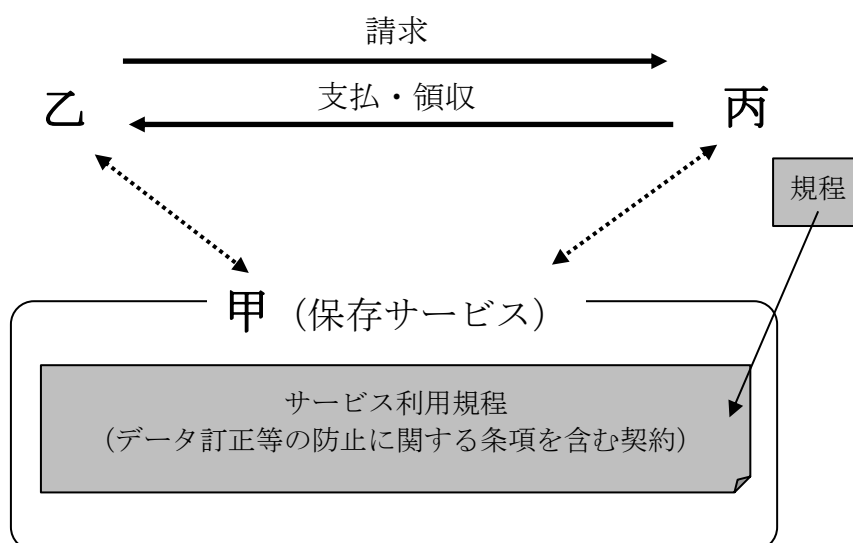 請求
支払・領収
乙
丙
規程
甲（保存サービス）
サービス利用規程
（データ訂正等の防止に関する条項を含む契約）